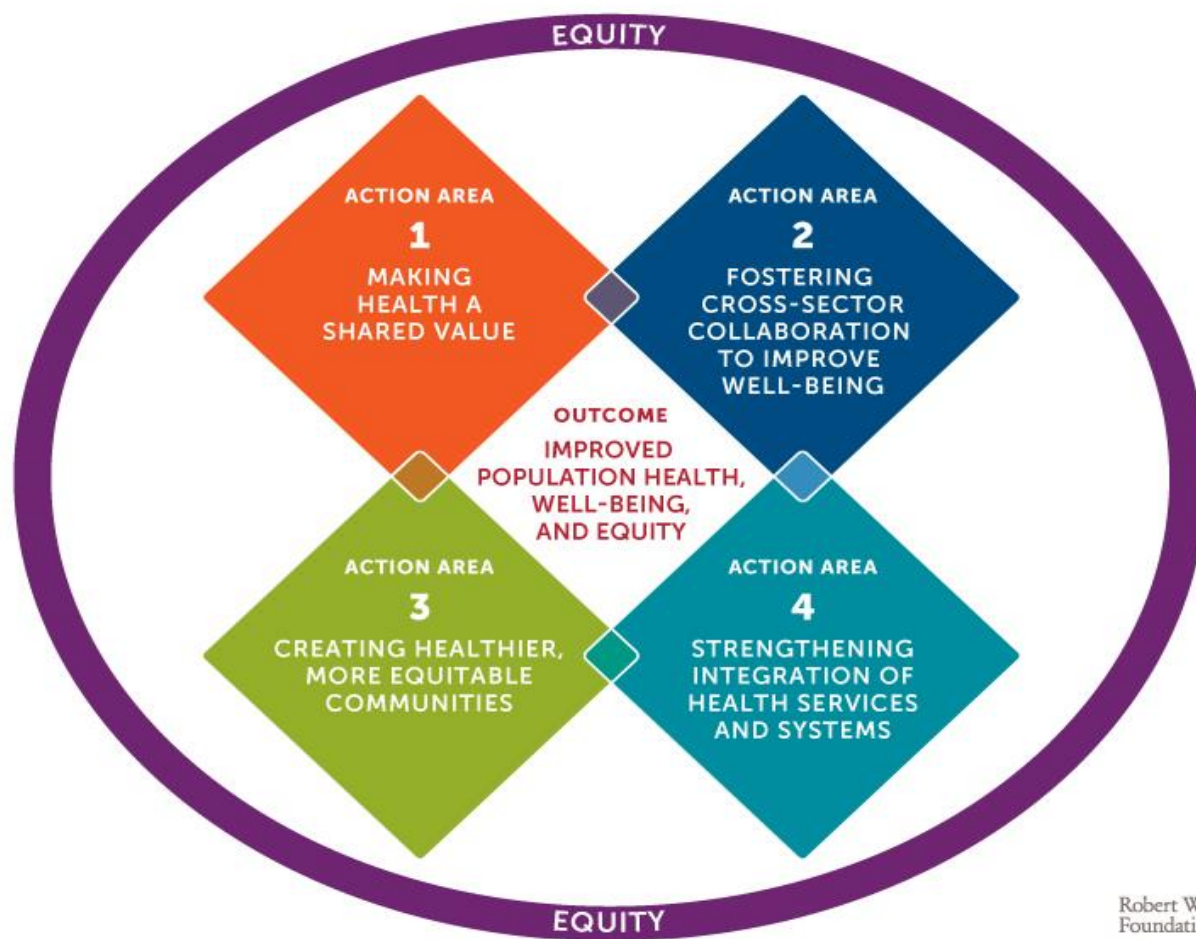 EQUITY
ACTION AREA
1
MAKING
HEALTH A
SHARED VALUE
ACTION AREA
2
FOSTERING
CROSS-SECTOR
COLLABORATION
TO IMPROVE
WELL-BEING
OUTCOME
IMPROVED
POPULATION HEALTH,
WELL-BEING,
AND EQUITY
ACTION AREA
3
CREATING HEALTHIER,
MORE EQUITABLE
COMMUNITIES
ACTION AREA
4
STRENGTHENING
INTEGRATION OF
HEALTH SERVICES
AND SYSTEMS
EQUITY
Robert